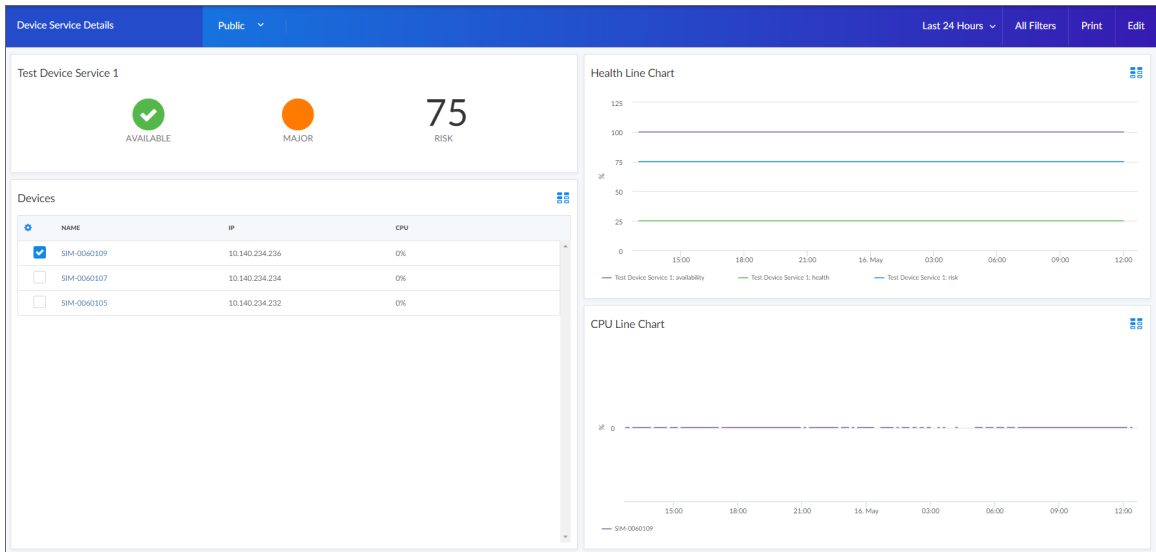 Device Service Details Public Last 24 Hours All Filters Print Edit
Test Device Service 1
AVAILABLE
MAJOR
75
RISK
Devices
NAME IP CPU
SIM-0060109 10.140.234.236 0%
SIM-0060107 10.140.234.234 0%
SIM-0060105 10.140.234.232 0%
Health Line Chart
125
100
75
%
50
25
0
15:00 18:00 21:00 16. May 03:00 06:00 09:00 12:00
Test Device Service 1: availability Test Device Service 1: health Test Device Service 1: risk
CPU Line Chart
% 0
15:00 18:00 21:00 16. May 03:00 06:00 09:00 12:00
SIM-0060109